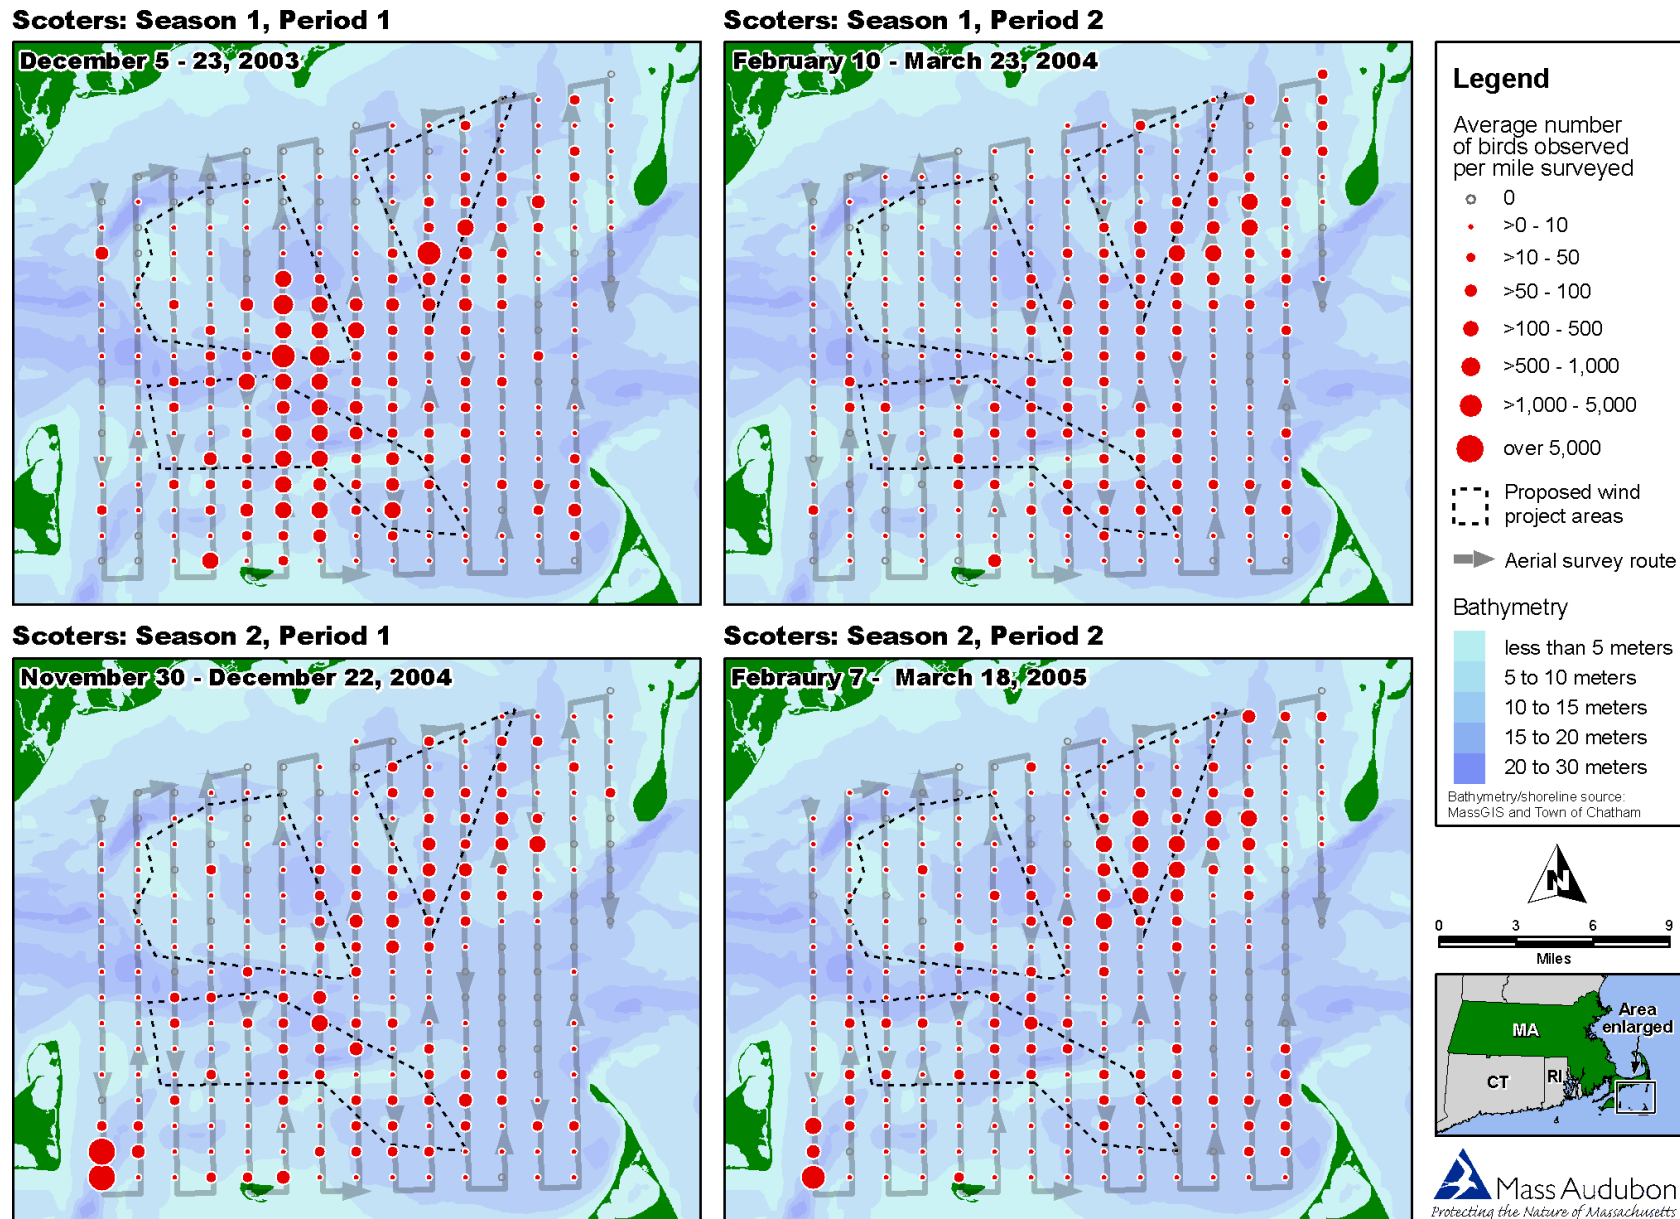 Scoters: Season 1, Period 1
December 5 - 23, 2003
Scoters: Season 1, Period 2
February 10 - March 23, 2004
Scoters: Season 2, Period 1
November 30 - December 22, 2004
Scoters: Season 2, Period 2
Febraury 7 - March 18, 2005
Legend
Average number
of birds observed
per mile surveyed
0
>0 - 10
>10 - 50
>50 - 100
>100 - 500
>500 - 1,000
>1,000 - 5,000
over 5,000
Proposed wind
project areas
Aerial survey route
Bathymetry
less than 5 meters
5 to 10 meters
10 to 15 meters
15 to 20 meters
20 to 30 meters
Bathymetry/shoreline source:
MassGIS and Town of Chatham
N
0 3 6 9
Miles
Area
enlarged
MA
CT
RI
Mass Audubon
Protecting the Nature of Massachusetts